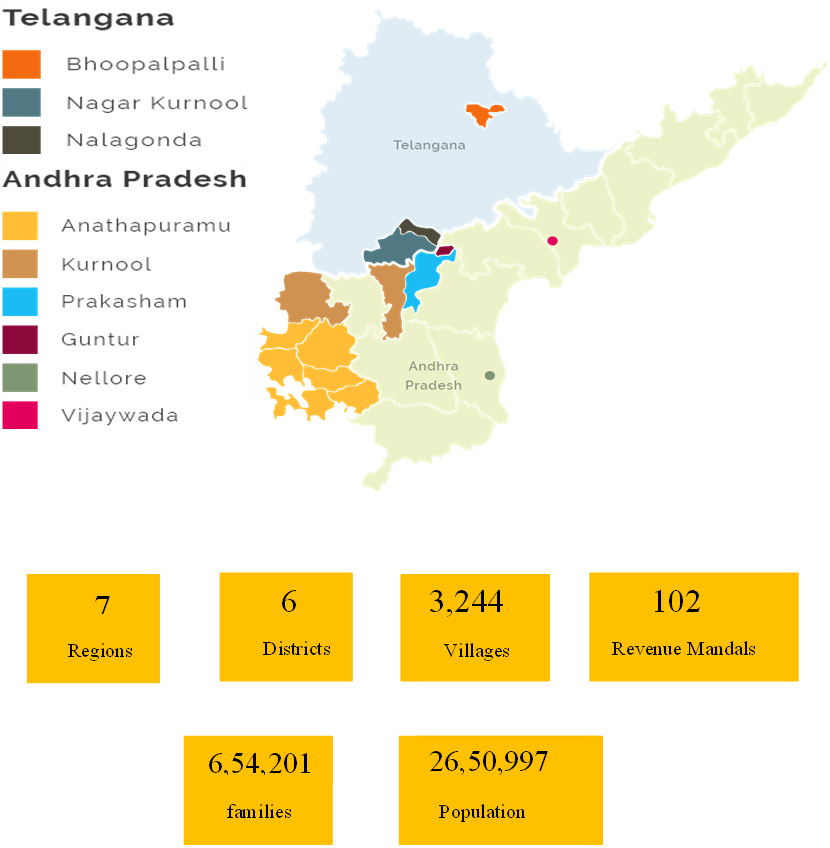 Telangana
Bhoopalpalli
Nagar Kurnool
Nalagonda
Andhra Pradesh
Anathapuramu
Kurnool
Prakasham
Guntur
Nellore
Vijaywada
Telangana
Andhra
Pradesh
7
Regions
6
Districts
3,244
Villages
102
Revenue Mandals
6,54,201
families
26,50,997
Population